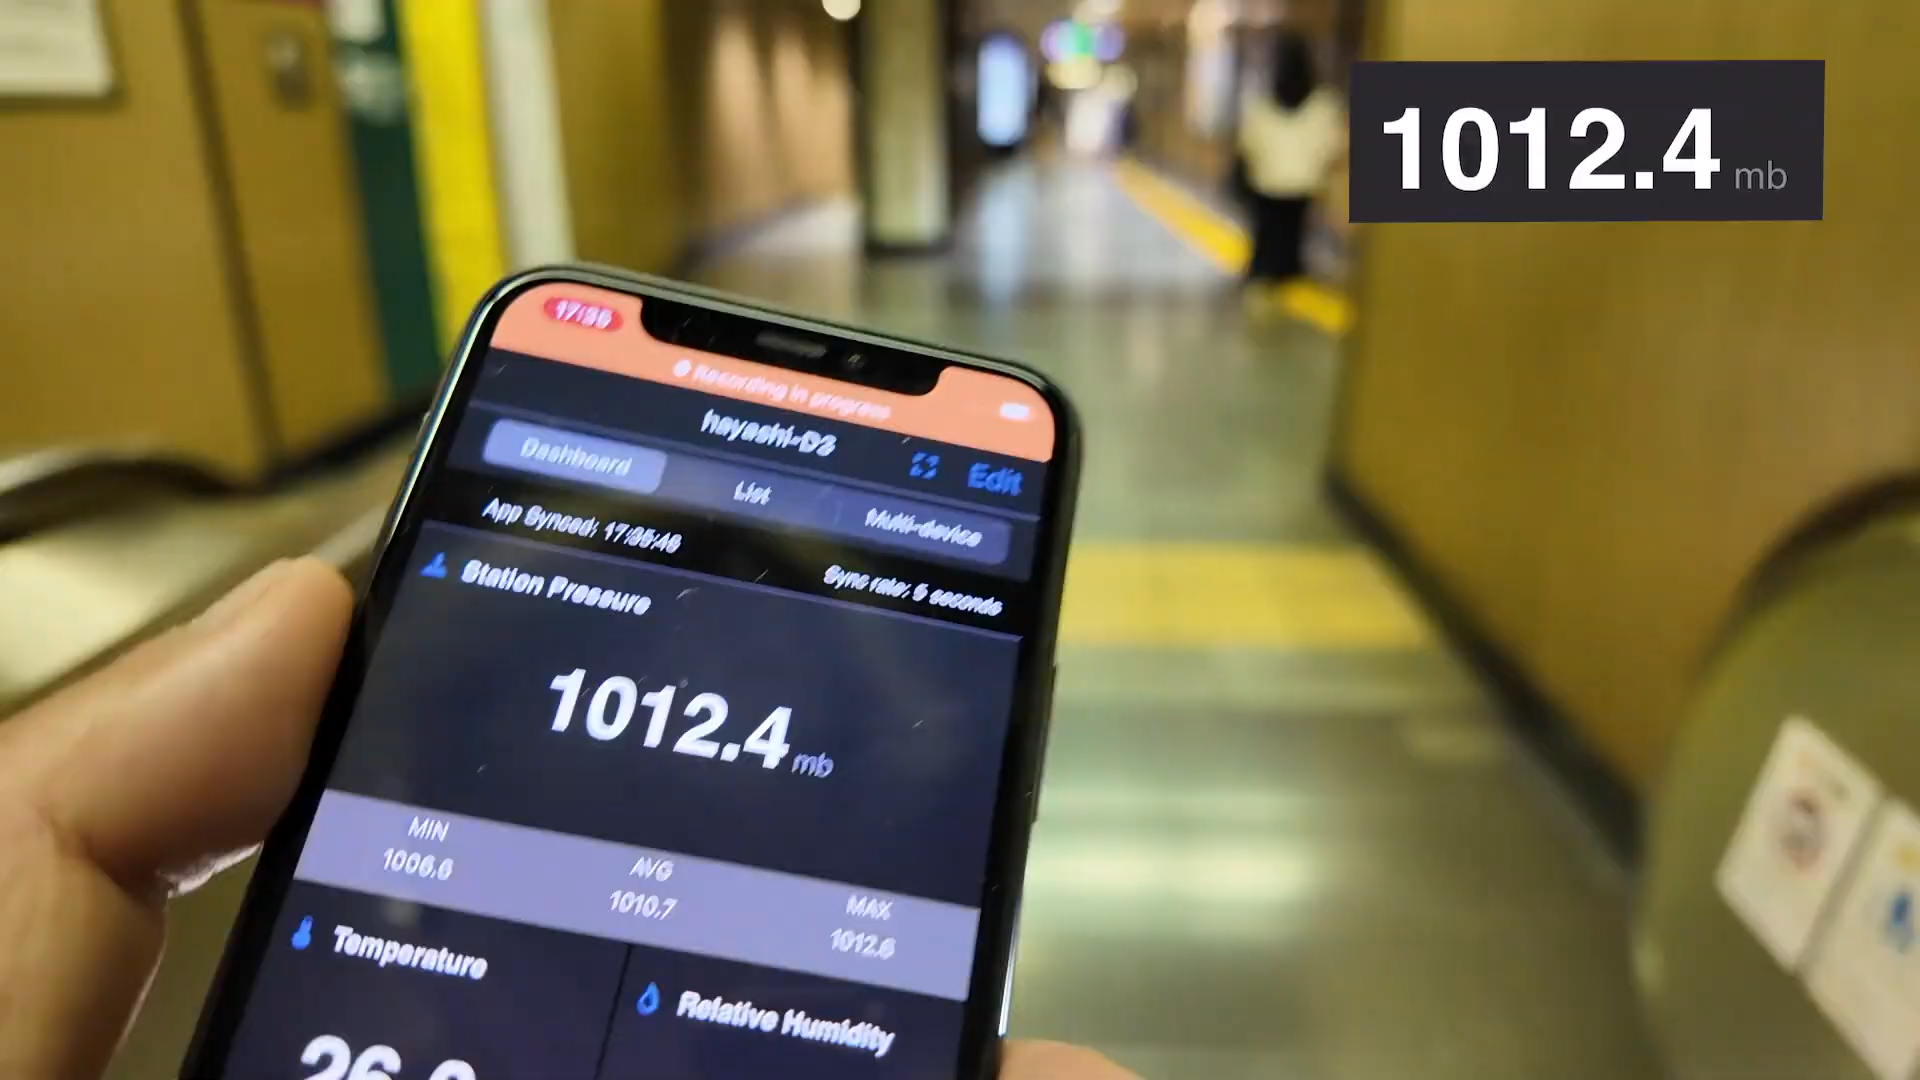 1012.4 mb
17:35
Recording in progress
hayashi-D2
Edit
Dashboard
List
Multi-device
App Synced: 17:35:46
Sync rate: 5 seconds
Station Pressure
1012.4 mb
MIN
1006.6
AVG
1010.7
MAX
1012.6
Temperature
Relative Humidity